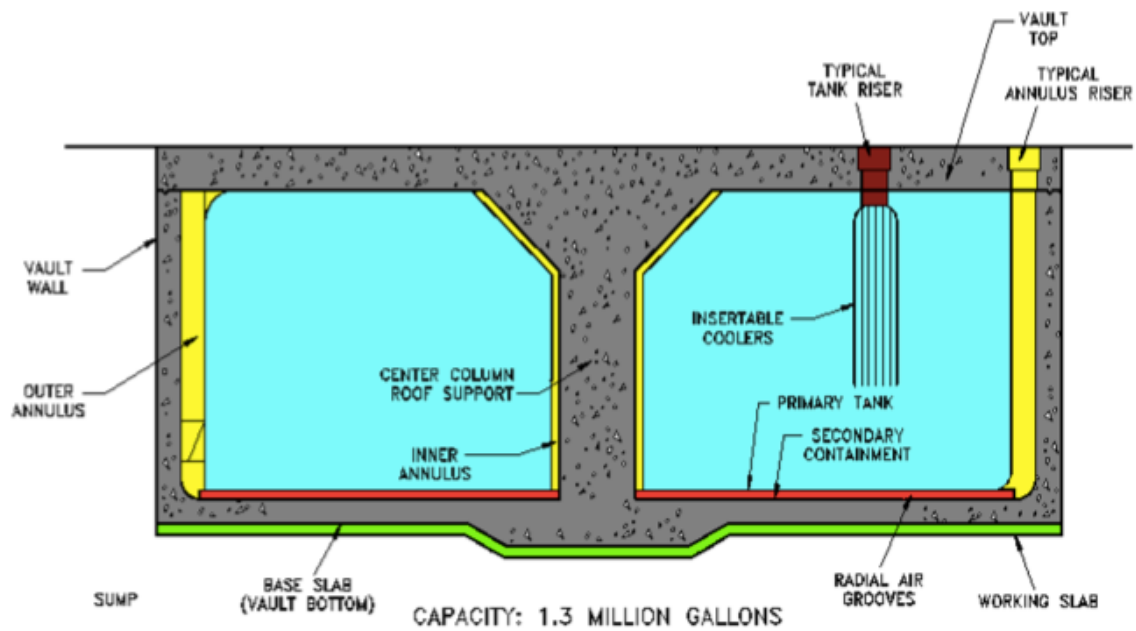 VAULT
TOP
TYPICAL
TANK RISER
TYPICAL
ANNULUS RISER
VAULT
WALL
OUTER
ANNULUS
CENTER COLUMN
ROOF SUPPORT
INNER
ANNULUS
INSERTABLE
COOLERS
PRIMARY TANK
SECONDARY
CONTAINMENT
SUMP
BASE SLAB
(VAULT BOTTOM)
RADIAL AIR
GROOVES
WORKING SLAB
CAPACITY: 1.3 MILLION GALLONS